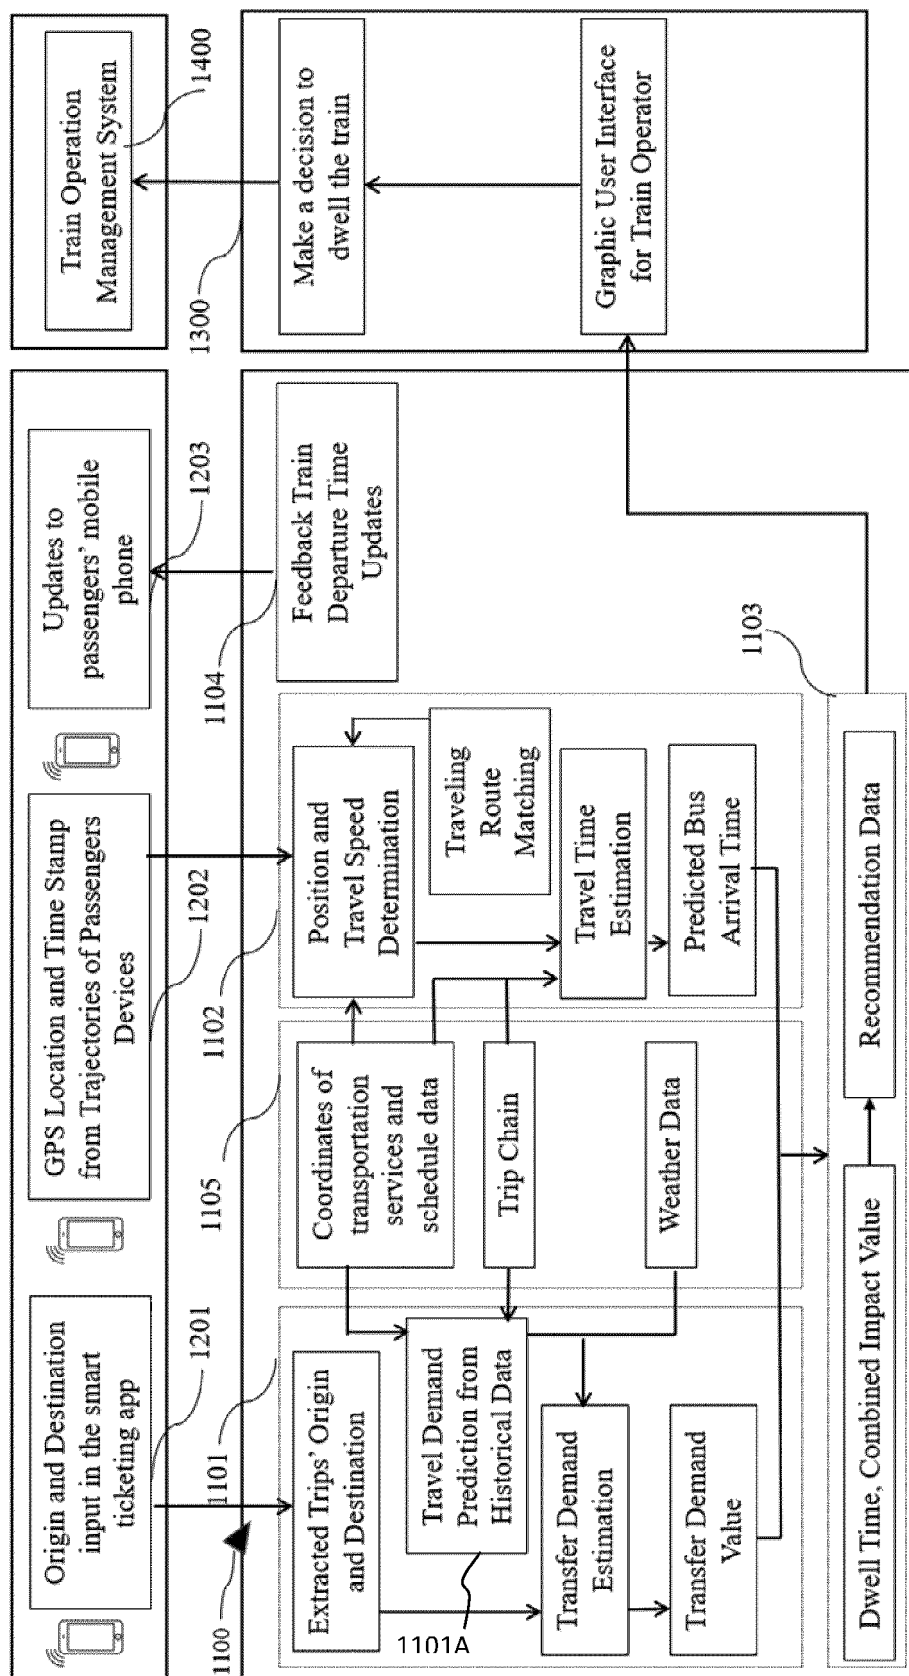 Origin and Destination
input in the smart
ticketing app
1201
GPS Location and Time Stamp
from Trajectories of Passengers
Devices
1202
Updates to
passengers' mobile
phone
1203
Train Operation
Management System
1400
1100
1101
Extracted Trips' Origin
and Destination
Travel Demand
Prediction from
Historical Data
1101A
Transfer Demand
Estimation
Transfer Demand
Value
1105
Coordinates of
transportation
services and
schedule data
Trip Chain
Weather Data
1102
Position and
Travel Speed
Determination
Traveling
Route
Matching
Travel Time
Estimation
Predicted Bus
Arrival Time
1104
Feedback Train
Departure Time
Updates
1103
Dwell Time, Combined Impact Value
Recommendation Data
1300
Make a decision to
dwell the train
Graphic User Interface
for Train Operator